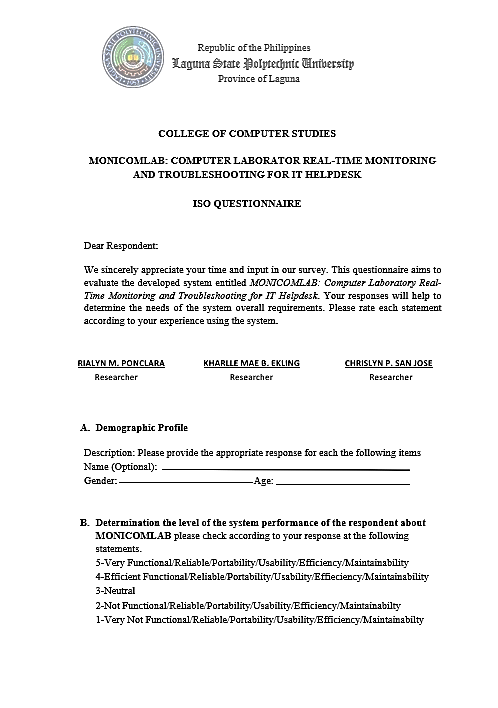 Republic of the Philippines
Laguna State Polytechnic University
Province of Laguna
COLLEGE OF COMPUTER STUDIES
MONICOMLAB: COMPUTER LABORATOR REAL-TIME MONITORING
AND TROUBLESHOOTING FOR IT HELPDESK
ISO QUESTIONNAIRE
Dear Respondent:
We sincerely appreciate your time and input in our survey. This questionnaire aims to
evaluate the developed system entitled MONICOMLAB: Computer Laboratory Real-
Time Monitoring and Troubleshooting for IT Helpdesk. Your responses will help to
determine the needs of the system overall requirements. Please rate each statement
according to your experience using the system.
RIALYN M. PONCLARA KHARLLE MAE B. EKLING CHRISLYN P. SAN JOSE
Researcher Researcher Researcher
A. Demographic Profile
Description: Please provide the appropriate response for each the following items
Name (Optional):
Gender: Age:
B. Determination the level of the system performance of the respondent about
MONICOMLAB please check according to your response at the following
statements.
5-Very Functional/Reliable/Portability/Usability/Efficiency/Maintainability
4-Efficient Functional/Reliable/Portability/Usability/Effieciency/Maintainability
3-Neutral
2-Not Functional/Reliable/Portability/Usability/Efficiency/Maintainabilty
1-Very Not Functional/Reliable/Portability/Usability/Efficiency/Maintainabilty